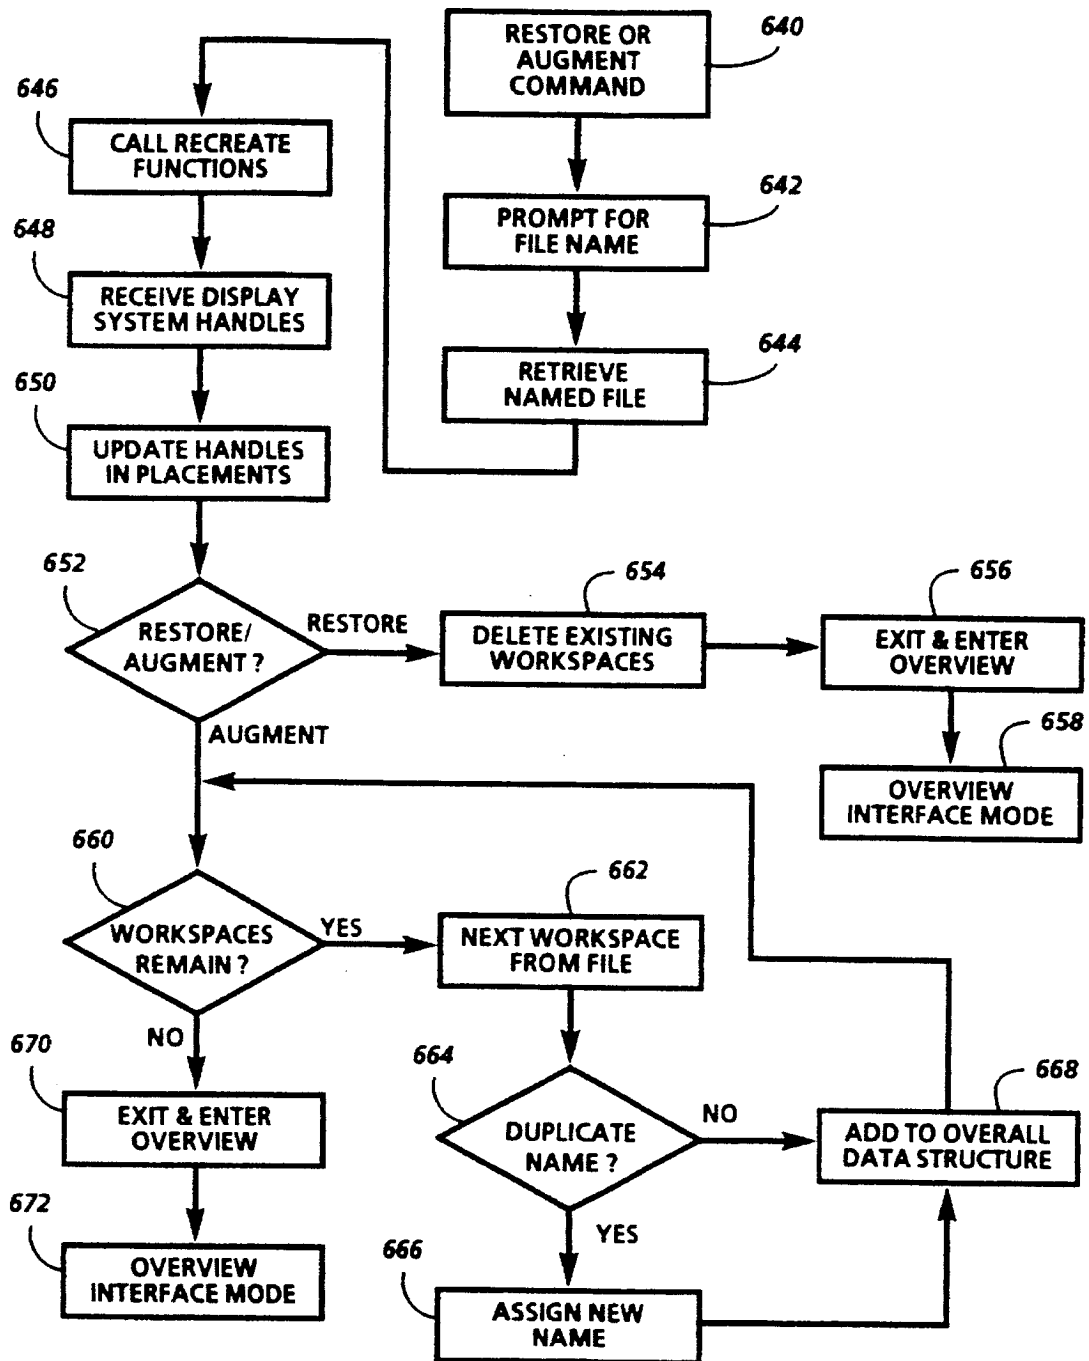 640
RESTORE OR
AUGMENT
COMMAND
642
PROMPT FOR
FILE NAME
644
RETRIEVE
NAMED FILE
646
CALL RECREATE
FUNCTIONS
648
RECEIVE DISPLAY
SYSTEM HANDLES
650
UPDATE HANDLES
IN PLACEMENTS
652
RESTORE/
AUGMENT ?
RESTORE
654
DELETE EXISTING
WORKSPACES
656
EXIT & ENTER
OVERVIEW
658
OVERVIEW
INTERFACE MODE
AUGMENT
660
WORKSPACES
REMAIN ?
YES
662
NEXT WORKSPACE
FROM FILE
664
DUPLICATE
NAME ?
NO
668
ADD TO OVERALL
DATA STRUCTURE
YES
666
ASSIGN NEW
NAME
NO
670
EXIT & ENTER
OVERVIEW
672
OVERVIEW
INTERFACE MODE